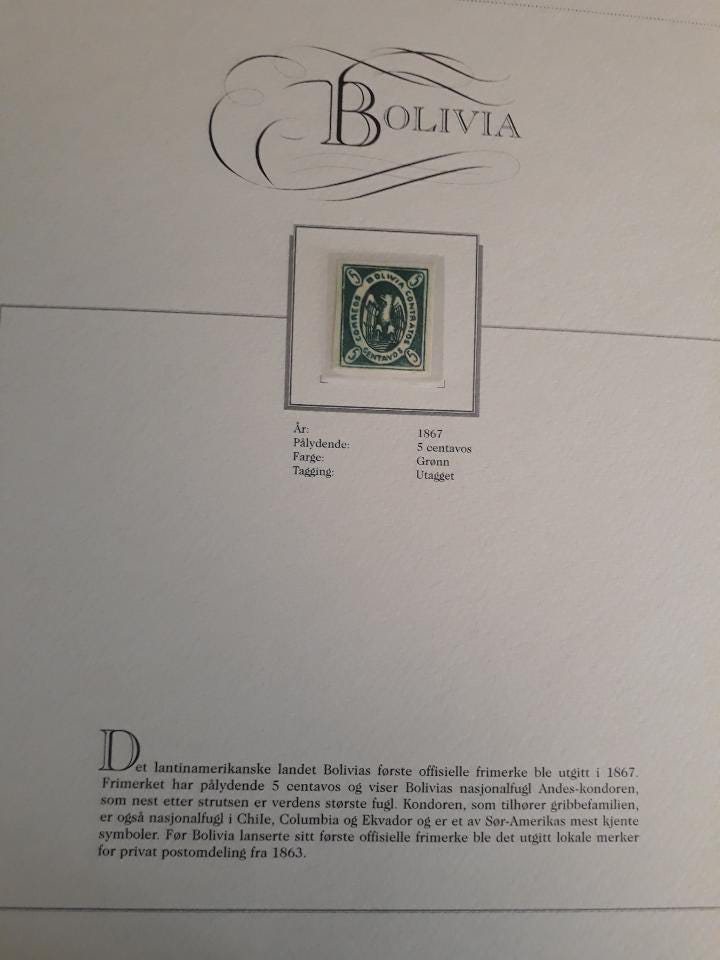 BOLIVIA
5 5
BOLIVIA CONTRATOS
CORREOS
CENTAVOS
5 5
År: 1867
Pålydende: 5 centavos
Farge: Grønn
Tagging: Utagget
Det lantinamerikanske landet Bolivias første offisielle frimerke ble utgitt i 1867.
Frimerket har pålydende 5 centavos og viser Bolivias nasjonalfugl Andes-kondoren,
som nest etter strutsen er verdens største fugl. Kondoren, som tilhører gribbefamilien,
er også nasjonalfugl i Chile, Columbia og Ekvador og er et av Sør-Amerikas mest kjente
symboler. Før Bolivia lanserte sitt første offisielle frimerke ble det utgitt lokale merker
for privat postomdeling fra 1863.